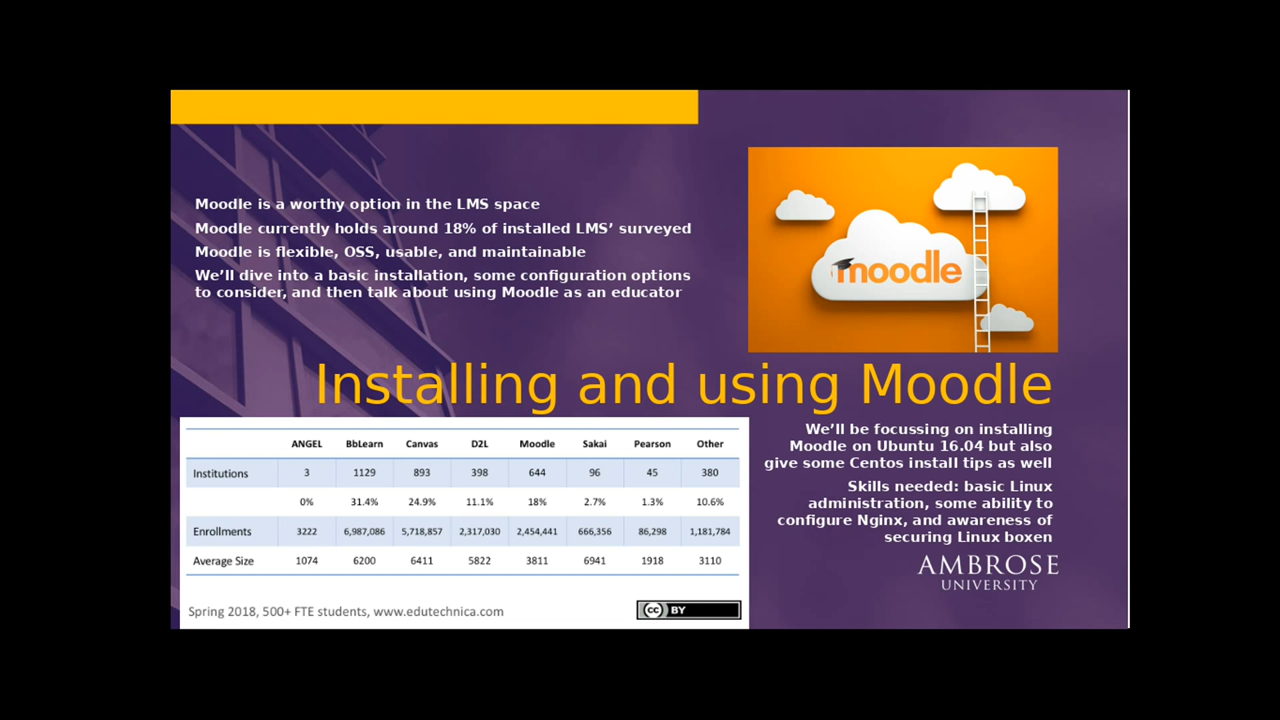 Moodle is a worthy option in the LMS space
Moodle currently holds around 18% of installed LMS’ surveyed
Moodle is flexible, OSS, usable, and maintainable
We’ll dive into a basic installation, some configuration options
to consider, and then talk about using Moodle as an educator
moodle
Installing and using Moodle
ANGEL BbLearn Canvas D2L Moodle Sakai Pearson Other
Institutions 3 1129 893 398 644 96 45 380
0% 31.4% 24.9% 11.1% 18% 2.7% 1.3% 10.6%
Enrollments 3222 6,987,086 5,718,857 2,317,030 2,454,441 666,356 86,298 1,181,784
Average Size 1074 6200 6411 5822 3811 6941 1918 3110
Spring 2018, 500+ FTE students, www.edutechnica.com
cc BY
We’ll be focussing on installing
Moodle on Ubuntu 16.04 but also
give some Centos install tips as well
Skills needed: basic Linux
administration, some ability to
configure Nginx, and awareness of
securing Linux boxen
AMBROSE
UNIVERSITY